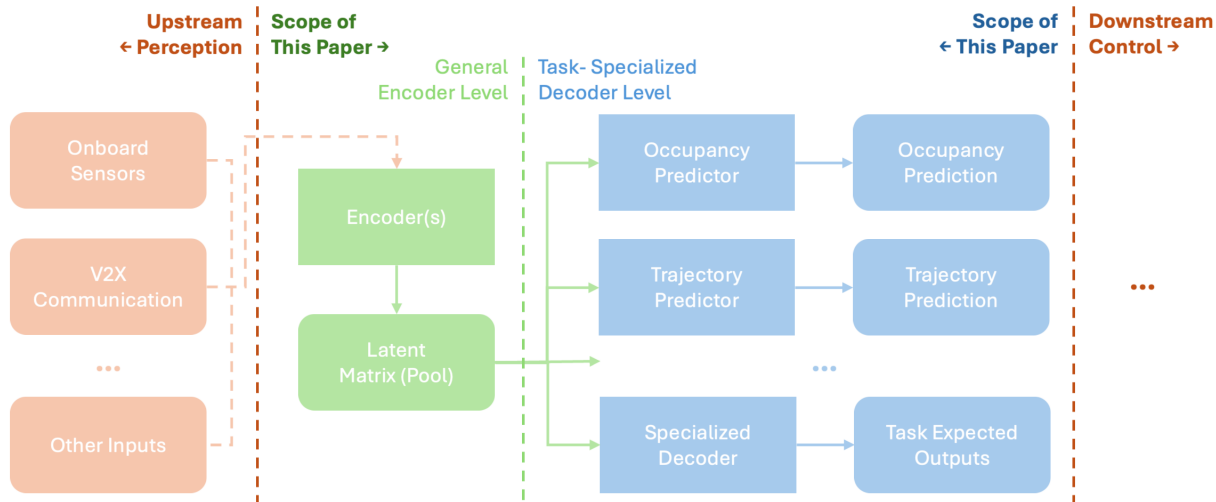 Upstream
← Perception
Scope of
This Paper →
General
Encoder Level
Task- Specialized
Decoder Level
Scope of
← This Paper
Downstream
Control →
Onboard
Sensors
V2X
Communication
...
Other Inputs
Encoder(s)
Latent
Matrix (Pool)
Occupancy
Predictor
Occupancy
Prediction
Trajectory
Predictor
Trajectory
Prediction
...
Specialized
Decoder
Task Expected
Outputs
...